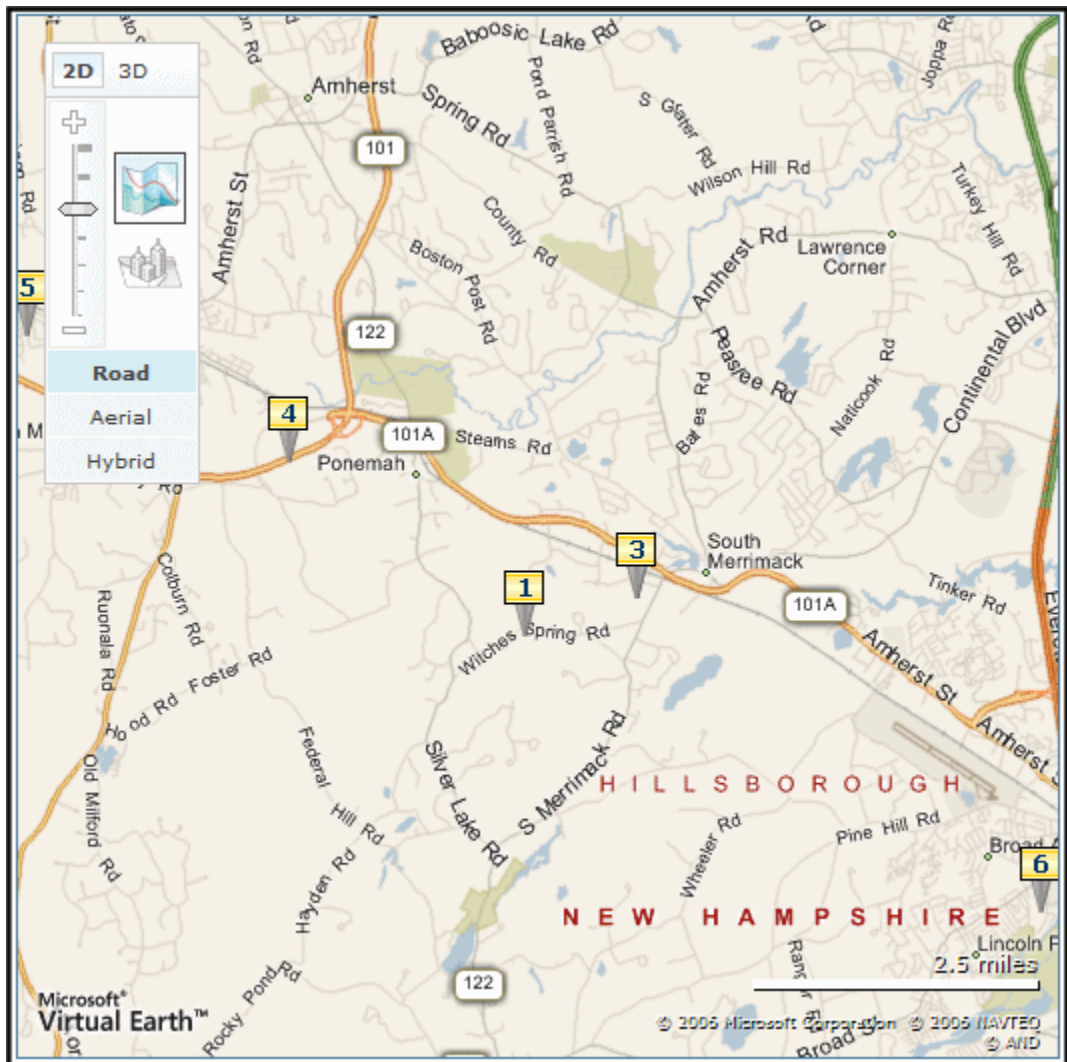 Baboosic Lake Rd
Joppa Rd
2D 3D
Amherst
Spring Rd
Pond Parrish Rd
S Glater Rd
101
Wilson Hill Rd
Turkey Hill Rd
Amherst St
County Rd
Amherst Rd
Lawrence
Corner
Boston Post Rd
5
122
Continental Blvd
Peaslee Rd
Road
Naticook Rd
Bates Rd
Aerial
4
101A
Stearns Rd
Hybrid
Ponemah
South
Merrimack
3
1
Colburn Rd
Tinker Rd
101A
Ruonala Rd
Witches Spring Rd
Amherst St
Hood Rd Foster Rd
Amherst S
Federal Hill Rd
Silver Lake Rd
S Merrimack Rd
HILLSBOROUGH
Old Milford Rd
Wheeler Rd
Pine Hill Rd
Broad A
6
Hayden Rd
NEW HAMPSHIRE
Lincoln P
2.5 miles
122
Rocky Pond Rd
Microsoft®
Virtual Earth™
Broad S
© 2006 Microsoft Corporation © 2006 NAVTEQ
© AND